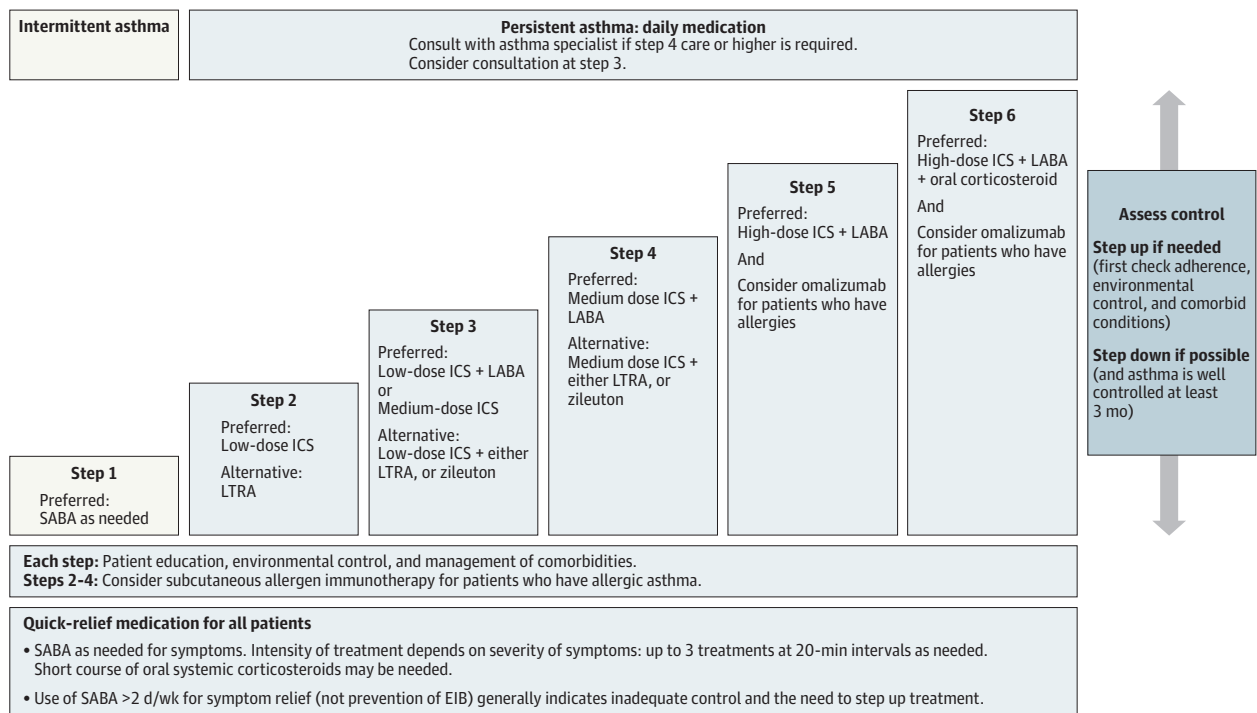 Intermittent asthma
Persistent asthma: daily medication
Consult with asthma specialist if step 4 care or higher is required.
Consider consultation at step 3.
Step 1
Preferred:
SABA as needed
Step 2
Preferred:
Low-dose ICS
Alternative:
LTRA
Step 3
Preferred:
Low-dose ICS + LABA
or
Medium-dose ICS
Alternative:
Low-dose ICS + either
LTRA, or zileuton
Step 4
Preferred:
Medium dose ICS +
LABA
Alternative:
Medium dose ICS +
either LTRA, or
zileuton
Step 5
Preferred:
High-dose ICS + LABA
And
Consider omalizumab
for patients who have
allergies
Step 6
Preferred:
High-dose ICS + LABA
+ oral corticosteroid
And
Consider omalizumab
for patients who have
allergies
Assess control
Step up if needed
(first check adherence,
environmental
control, and comorbid
conditions)
Step down if possible
(and asthma is well
controlled at least
3 mo)
Each step: Patient education, environmental control, and management of comorbidities.
Steps 2-4: Consider subcutaneous allergen immunotherapy for patients who have allergic asthma.
Quick-relief medication for all patients
• SABA as needed for symptoms. Intensity of treatment depends on severity of symptoms: up to 3 treatments at 20-min intervals as needed.
Short course of oral systemic corticosteroids may be needed.
• Use of SABA >2 d/wk for symptom relief (not prevention of EIB) generally indicates inadequate control and the need to step up treatment.